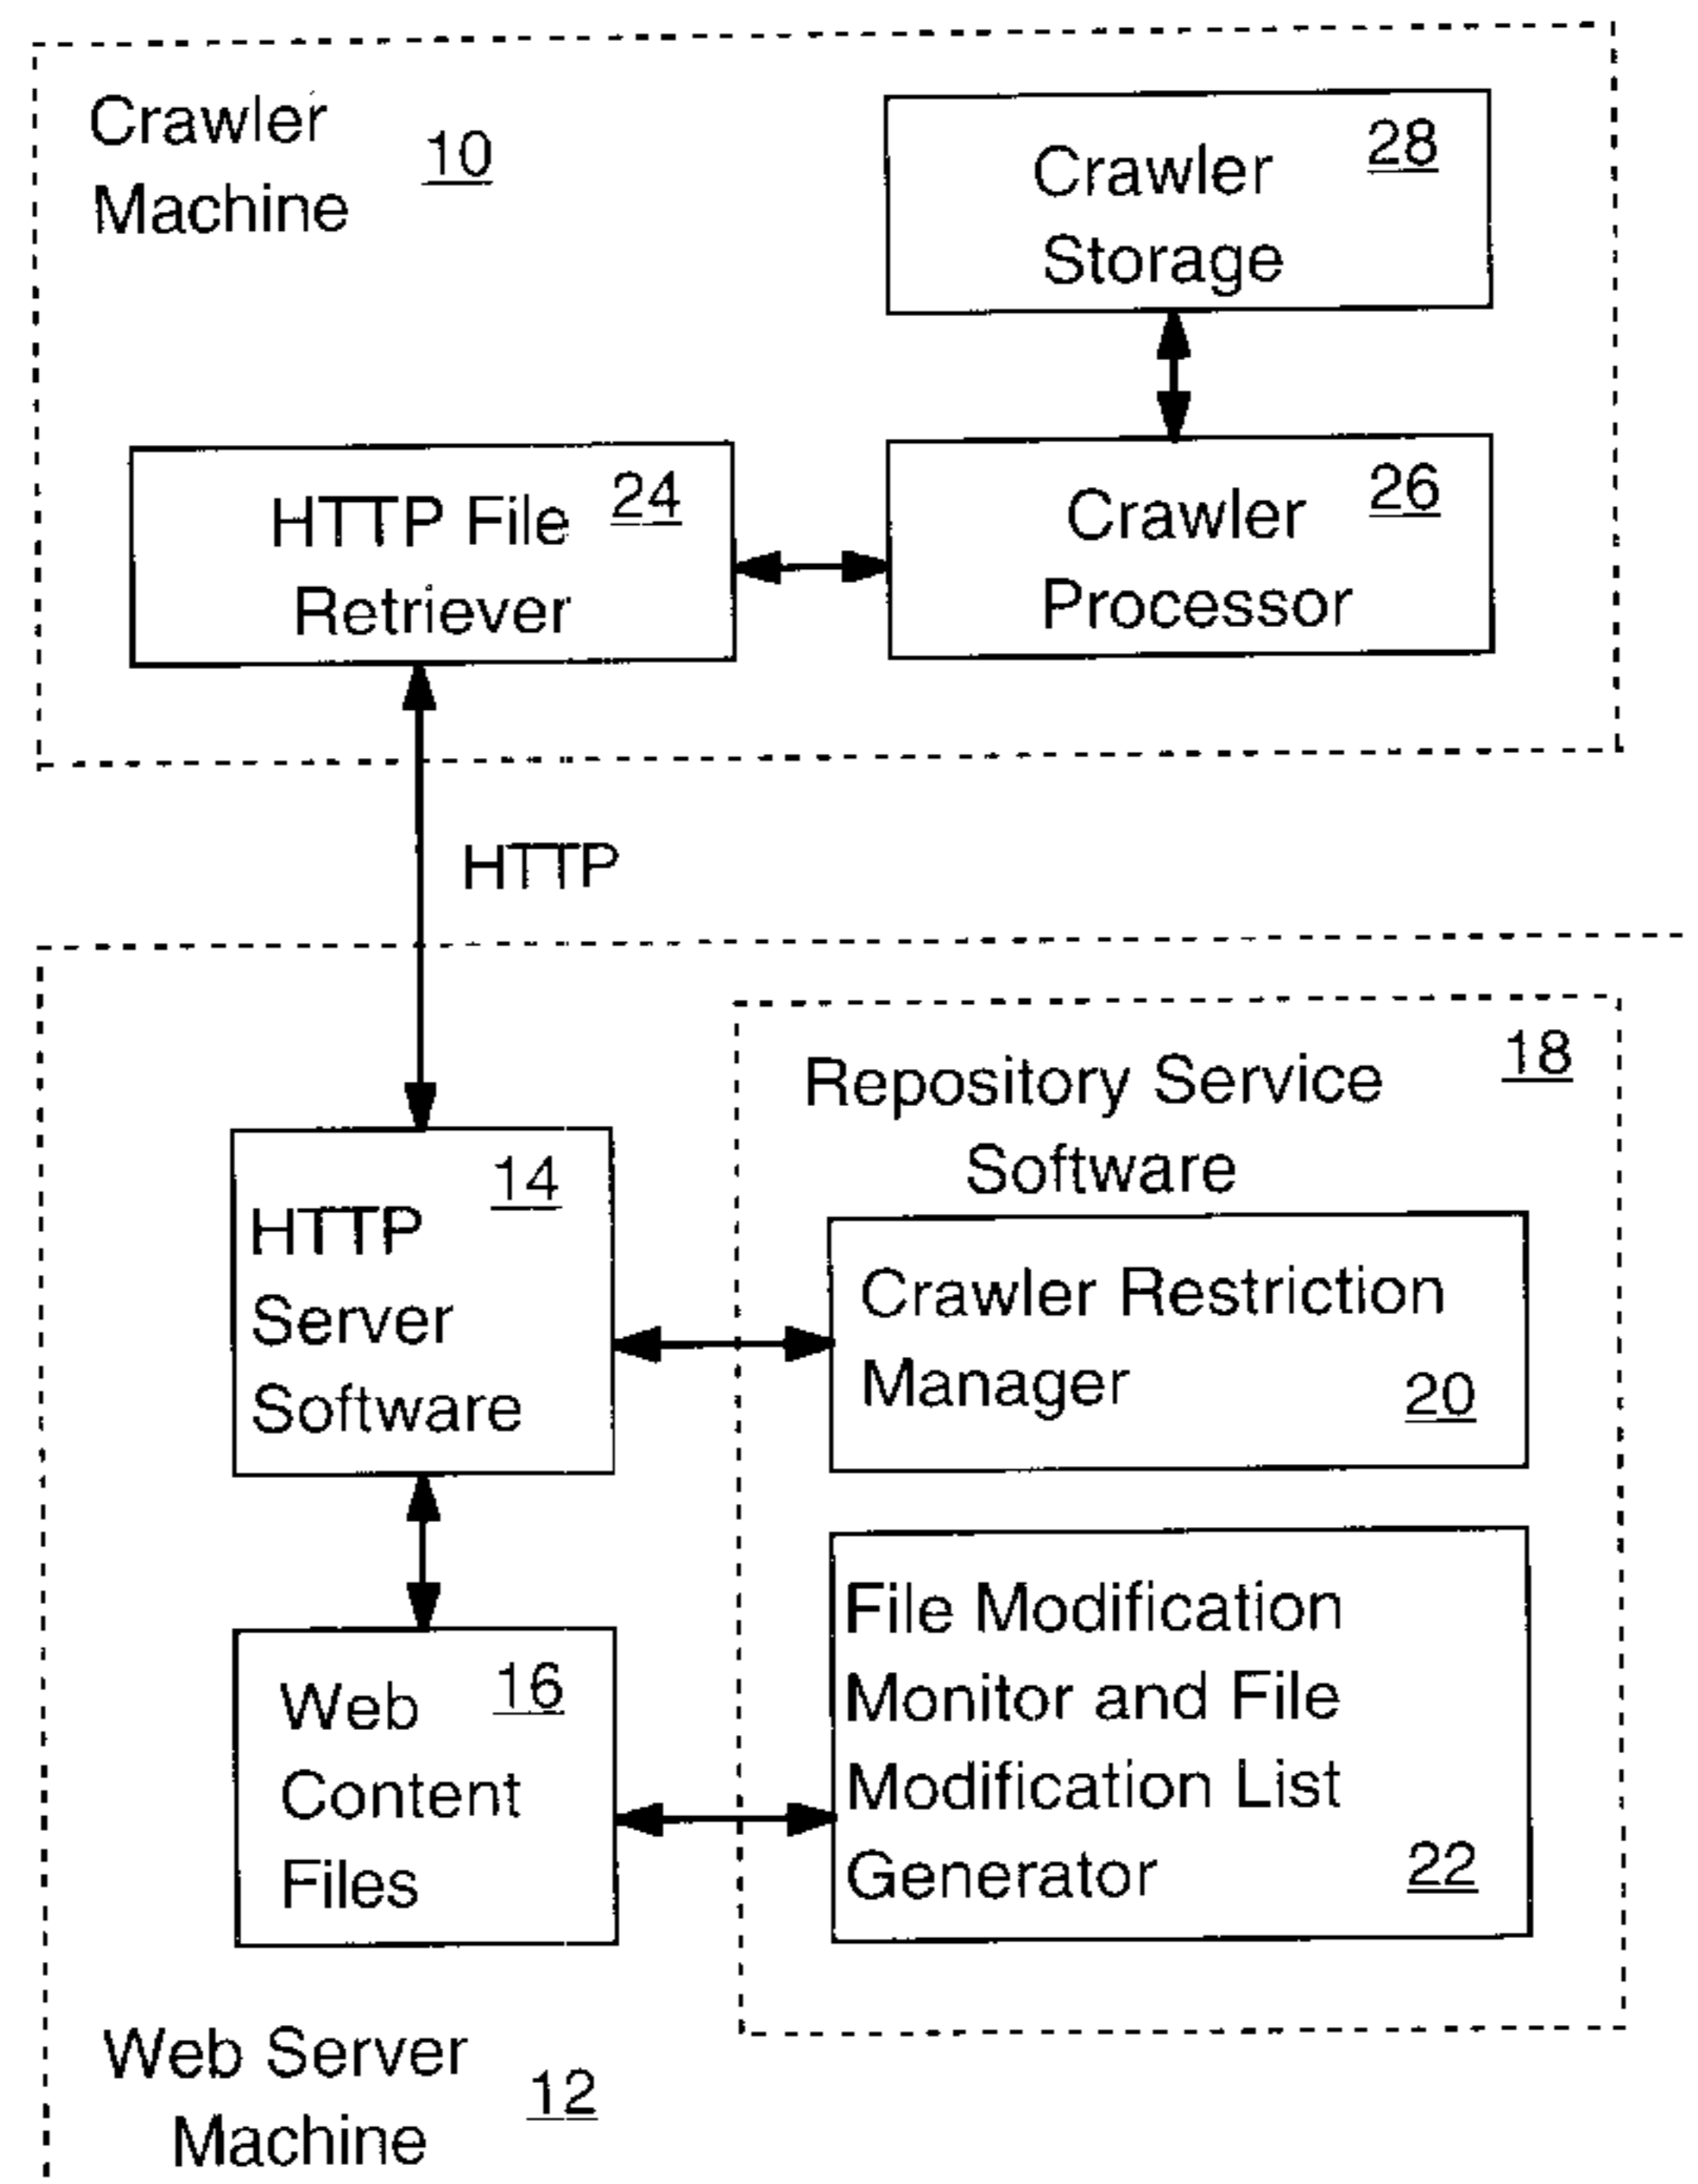 Crawler
Machine
10
Crawler
Storage
28
HTTP File
Retriever
24
Crawler
Processor
26
HTTP
Repository Service
Software
18
HTTP
Server
Software
14
Crawler Restriction
Manager
20
Web
Content
Files
16
File Modification
Monitor and File
Modification List
Generator
22
Web Server
Machine
12